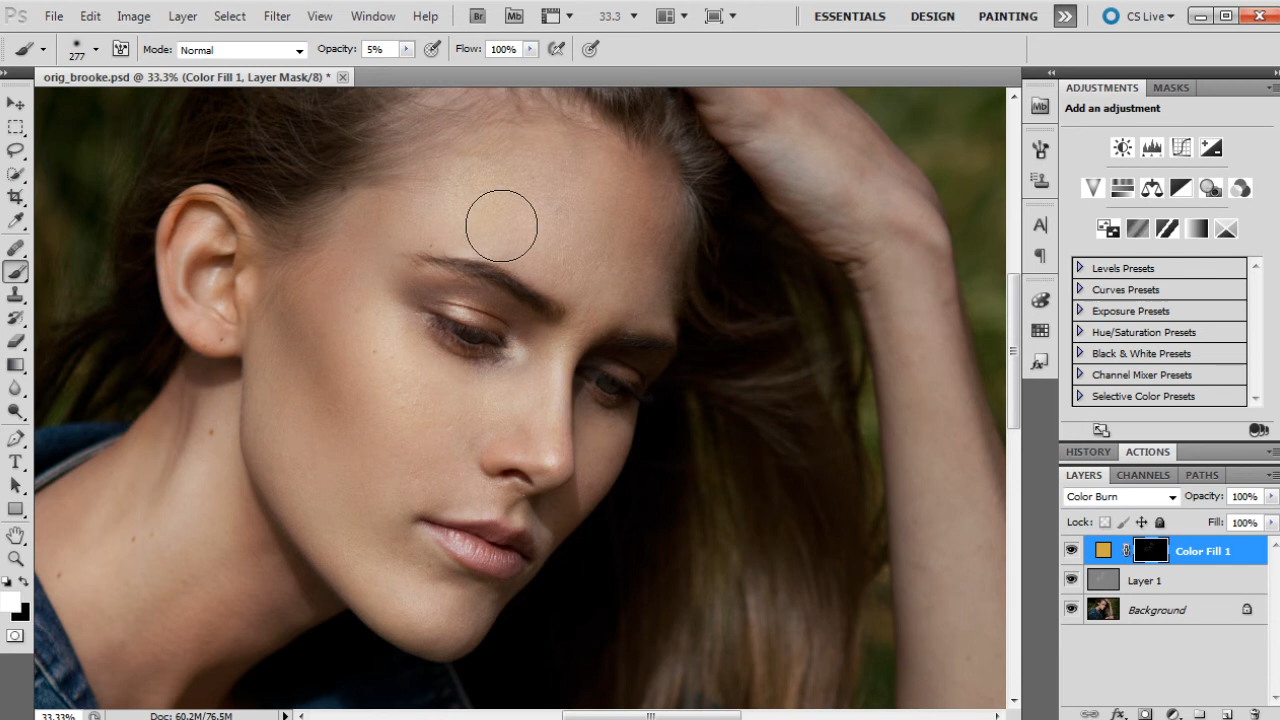 Ps File Edit Image Layer Select Filter View Window Help Br Mb 33.3 ESSENTIALS DESIGN PAINTING CS Live
277 Mode: Normal Opacity: 5% Flow: 100%
orig_brooke.psd @ 33.3% (Color Fill 1, Layer Mask/8) *
ADJUSTMENTS MASKS
Mb
Add an adjustment
A
Levels Presets
Curves Presets
Exposure Presets
Hue/Saturation Presets
Black & White Presets
Channel Mixer Presets
Selective Color Presets
HISTORY ACTIONS
LAYERS CHANNELS PATHS
Color Burn Opacity: 100%
Lock: Fill: 100%
Color Fill 1
Layer 1
Background
T
fx
33.33% Doc: 60.2M/76.5M
fx